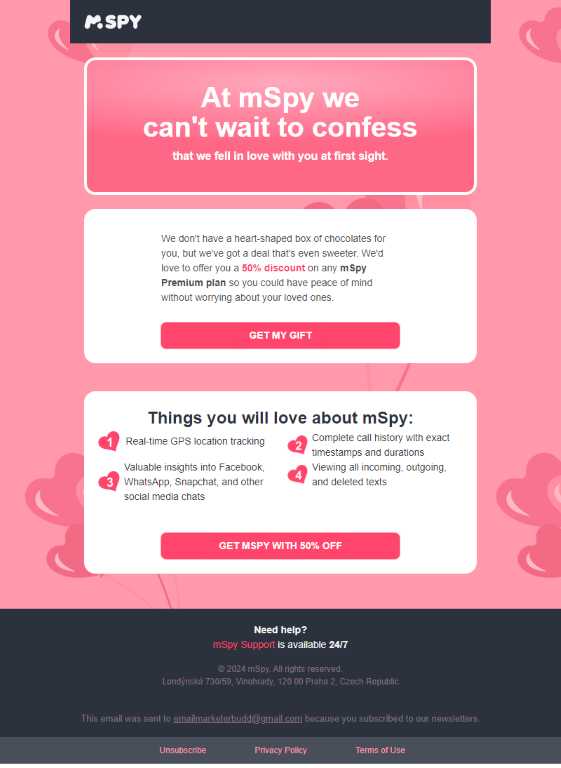 mSPY
At mSpy we
can't wait to confess
that we fell in love with you at first sight.
We don't have a heart-shaped box of chocolates for
you, but we've got a deal that's even sweeter. We'd
love to offer you a 50% discount on any mSpy
Premium plan so you could have peace of mind
without worrying about your loved ones.
GET MY GIFT
Things you will love about mSpy:
1 Real-time GPS location tracking
2 Complete call history with exact
timestamps and durations
3 Valuable insights into Facebook,
WhatsApp, Snapchat, and other
social media chats
4 Viewing all incoming, outgoing,
and deleted texts
GET MSPY WITH 50% OFF
Need help?
mSpy Support is available 24/7
© 2024 mSpy. All rights reserved.
Londýnská 730/59, Vinohrady, 120 00 Praha 2, Czech Republic
This email was sent to emailmarketerbudd@gmail.com because you subscribed to our newsletters.
Unsubscribe Privacy Policy Terms of Use